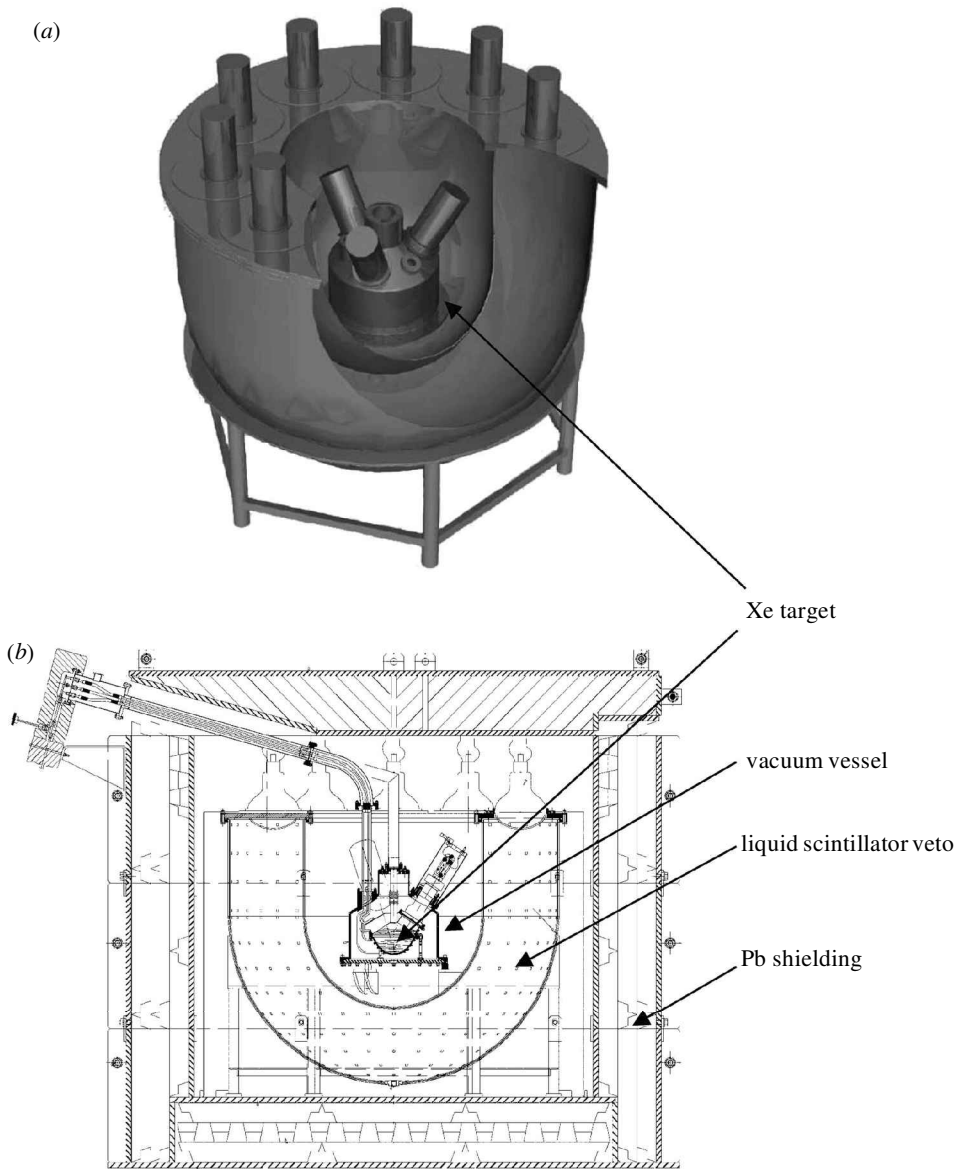 (a)
Xe target
(b)
vacuum vessel
liquid scintillator veto
Pb shielding